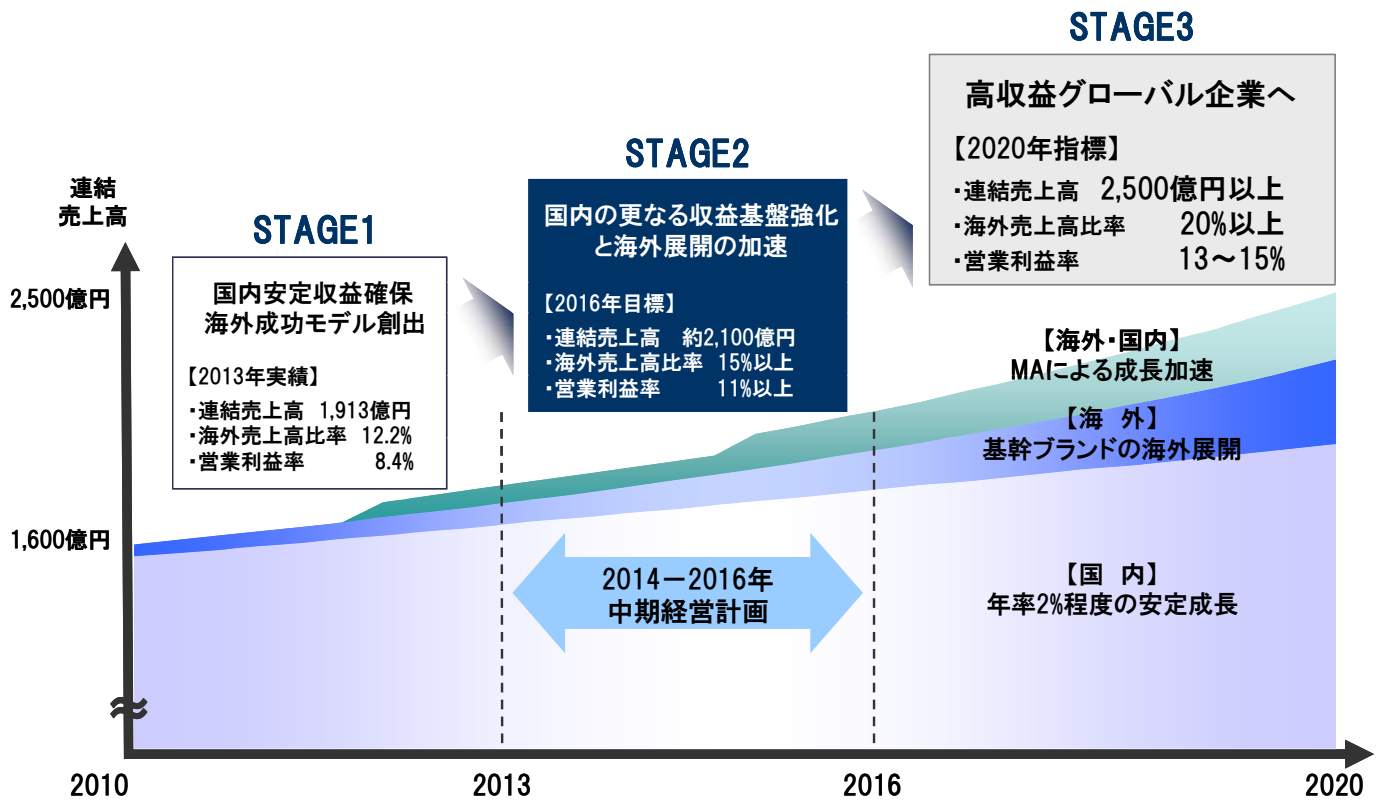 STAGE3
高収益グローバル企業へ
【2020年指標】
・連結売上高 2,500億円以上
・海外売上高比率 20%以上
・営業利益率 13～15%
STAGE2
国内の更なる収益基盤強化
と海外展開の加速
【2016年目標】
・連結売上高 約2,100億円
・海外売上高比率 15%以上
・営業利益率 11%以上
STAGE1
国内安定収益確保
海外成功モデル創出
【2013年実績】
・連結売上高 1,913億円
・海外売上高比率 12.2%
・営業利益率 8.4%
連結
売上高
2,500億円
1,600億円
【海外・国内】
MAによる成長加速
【海 外】
基幹ブランドの海外展開
【国 内】
年率2%程度の安定成長
2014－2016年
中期経営計画
2010
2013
2016
2020